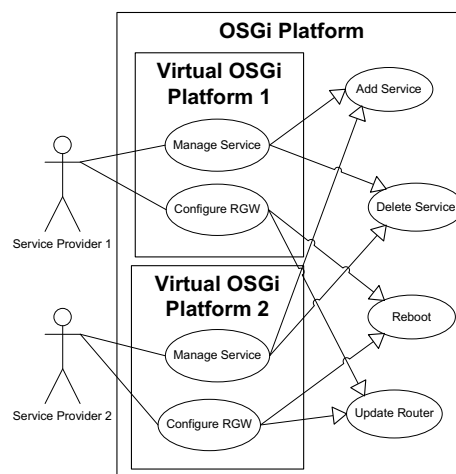 OSGi Platform
Virtual OSGi
Platform 1
Add Service
Manage Service
Delete Service
Configure RGW
Service Provider 1
Virtual OSGi
Platform 2
Reboot
Manage Service
Service Provider 2
Configure RGW
Update Router